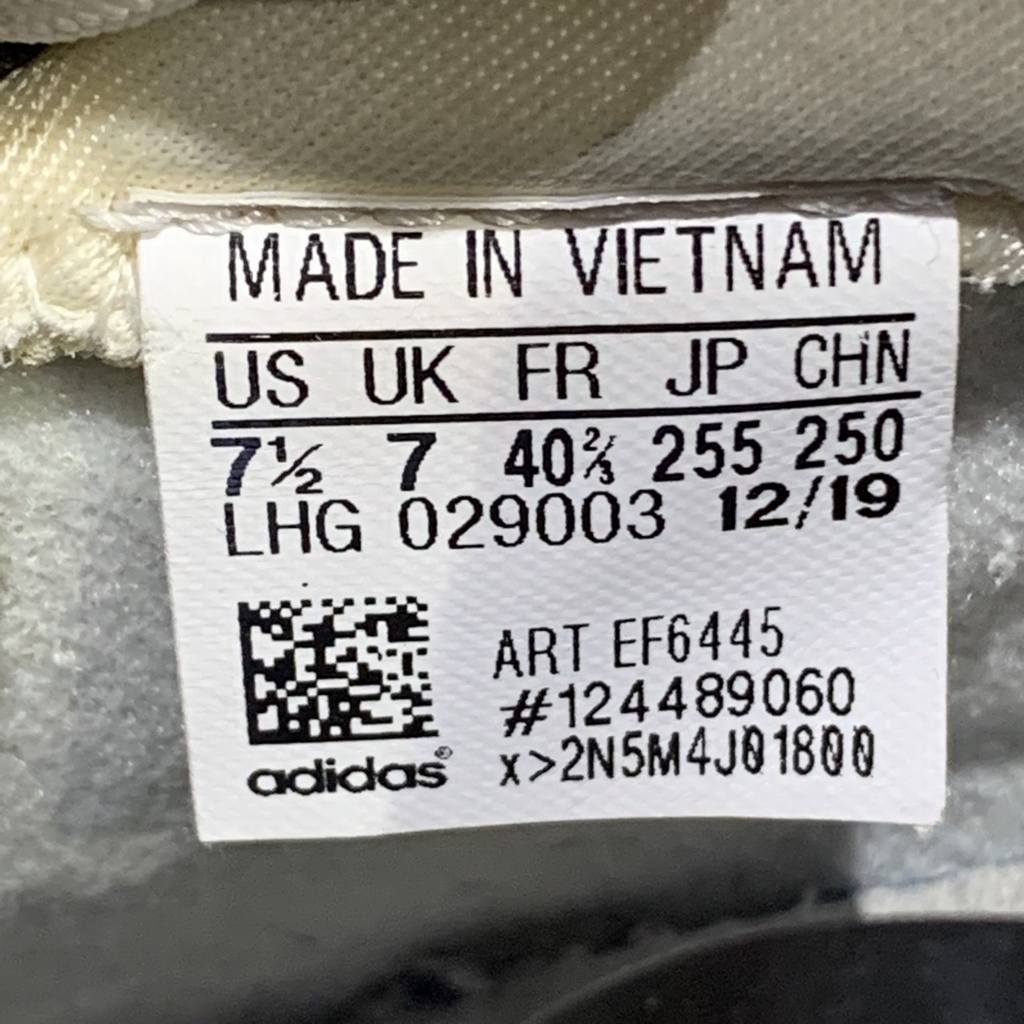 MADE IN VIETNAM
US UK FR JP CHN
7½ 7 40⅔ 255 250
LHG 029003 12/19
ART EF6445
#124489060
x>2N5M4J01800
adidas®